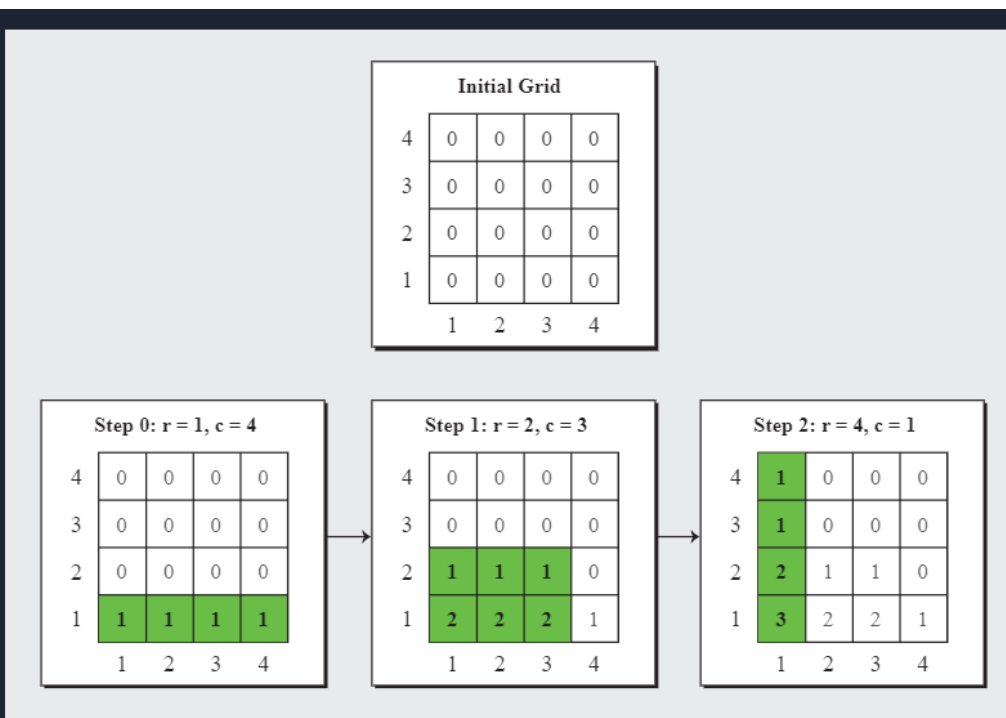 Initial Grid
4 0 0 0 0
3 0 0 0 0
2 0 0 0 0
1 0 0 0 0
1 2 3 4
Step 0: r = 1, c = 4
4 0 0 0 0
3 0 0 0 0
2 0 0 0 0
1 1 1 1 1
1 2 3 4
Step 1: r = 2, c = 3
4 0 0 0 0
3 0 0 0 0
2 1 1 1 0
1 2 2 2 1
1 2 3 4
Step 2: r = 4, c = 1
4 1 0 0 0
3 1 0 0 0
2 2 1 1 0
1 3 2 2 1
1 2 3 4